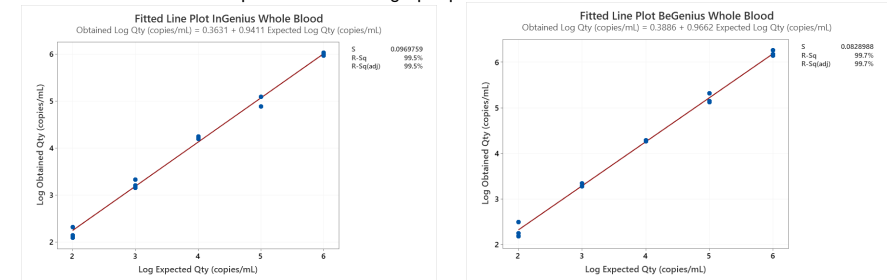 Fitted Line Plot InGenius Whole Blood
Obtained Log Qty (copies/mL) = 0.3631 + 0.9411 Expected Log Qty (copies/mL)
S 0.0969759
R-Sq 99.5%
R-Sq(adj) 99.5%
Log Obtained Qty (copies/mL)
6
5
4
3
2
2 3 4 5 6
Log Expected Qty (copies/mL)
Fitted Line Plot BeGenius Whole Blood
Obtained Log Qty (copies/mL) = 0.3886 + 0.9662 Expected Log Qty (copies/mL)
S 0.0828988
R-Sq 99.7%
R-Sq(adj) 99.7%
Log Obtained Qty (copies/mL)
6
5
4
3
2
2 3 4 5 6
Log Expected Qty (copies/mL)